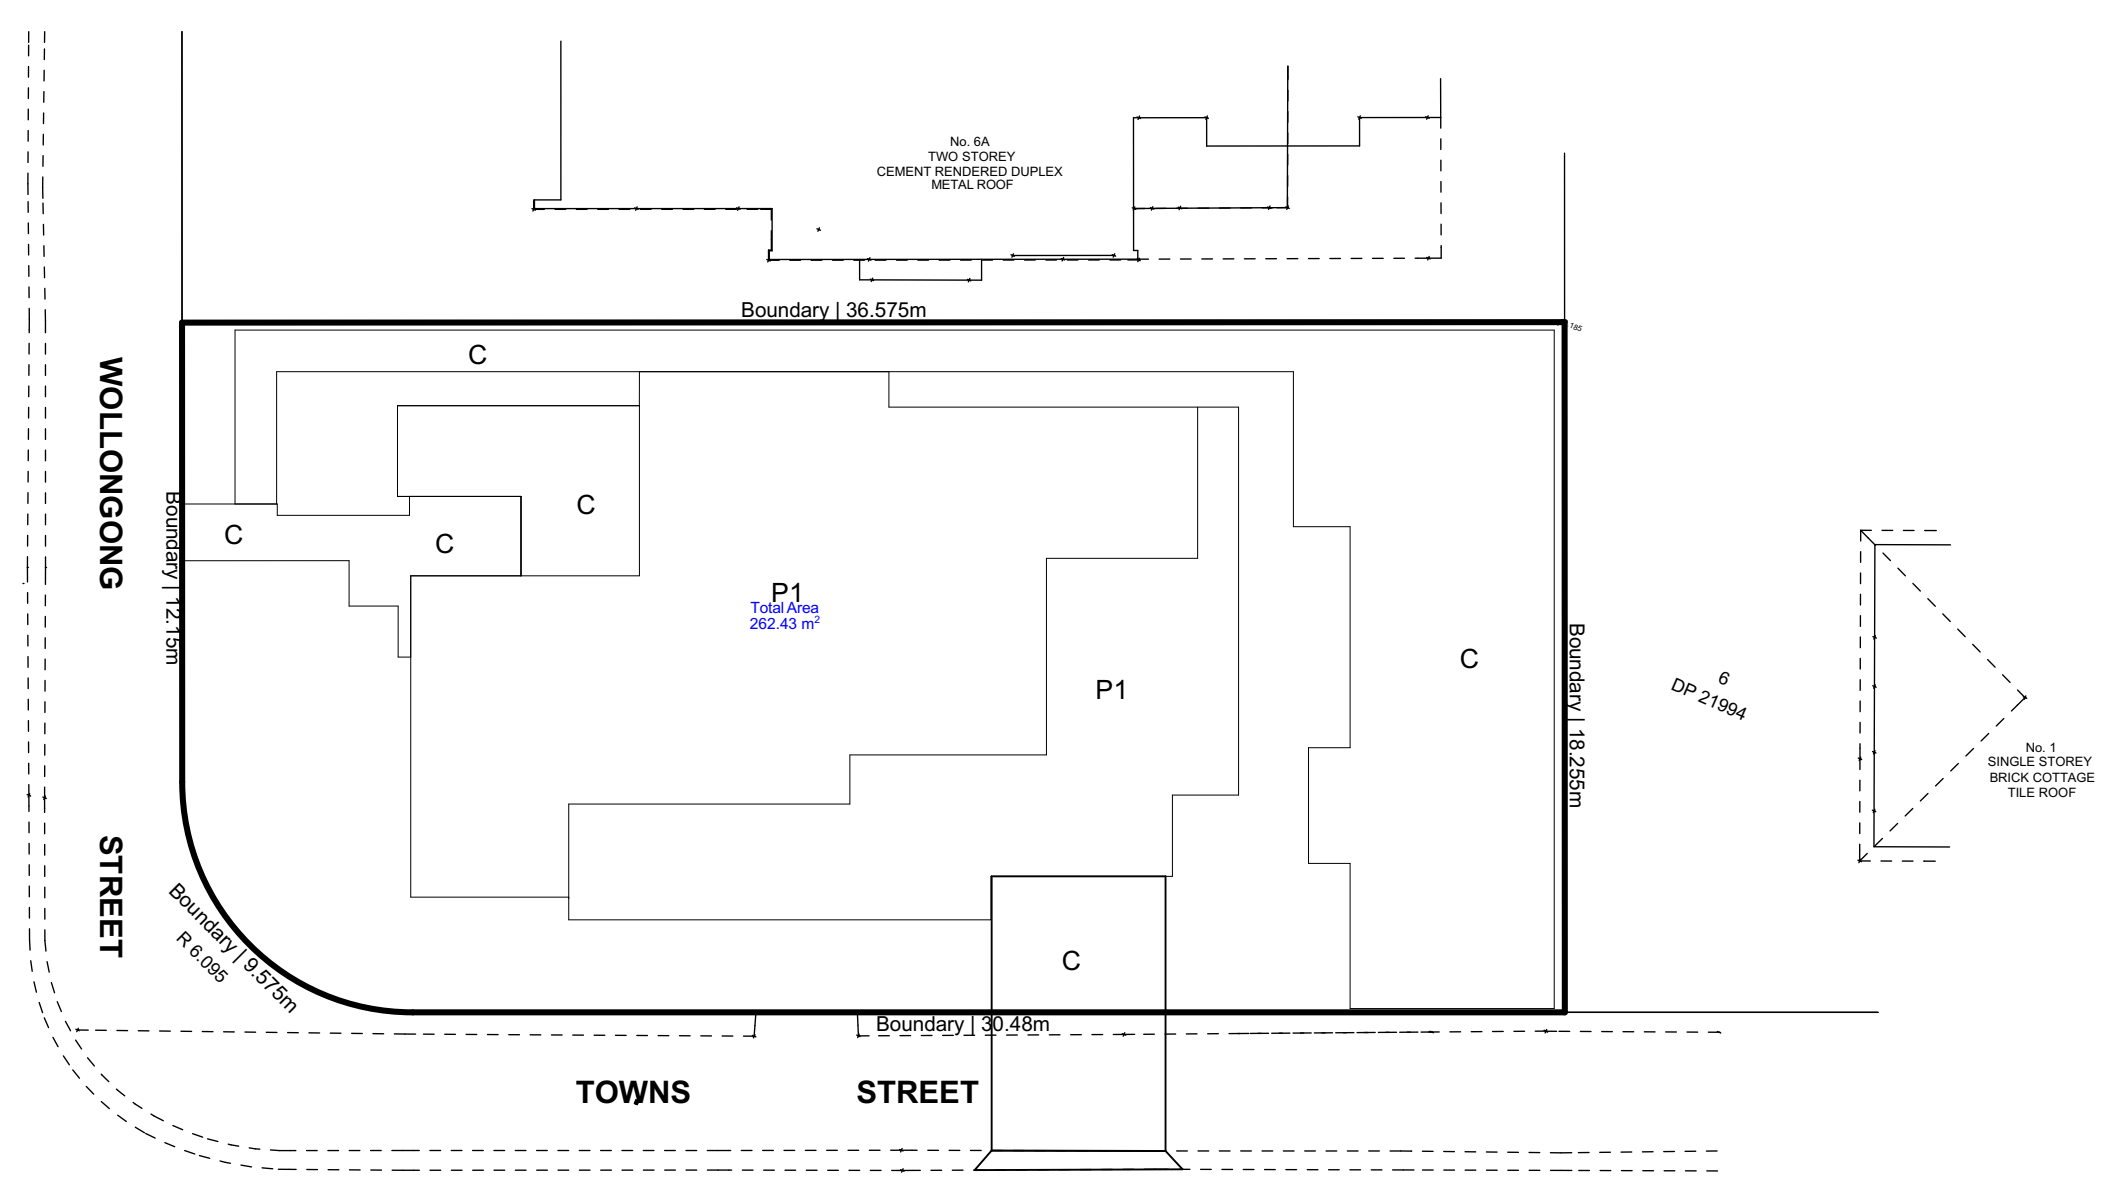 No. 6A
TWO STOREY
CEMENT RENDERED DUPLEX
METAL ROOF
Boundary | 36.575m
185
C
WOLLONGONG
STREET
Boundary | 12.15m
C
C
C
P1
Total Area
262.43 m²
P1
C
Boundary | 18.255m
6
DP 21994
No. 1
SINGLE STOREY
BRICK COTTAGE
TILE ROOF
Boundary | 9.575m
R 6.095
C
Boundary | 30.48m
TOWNS STREET